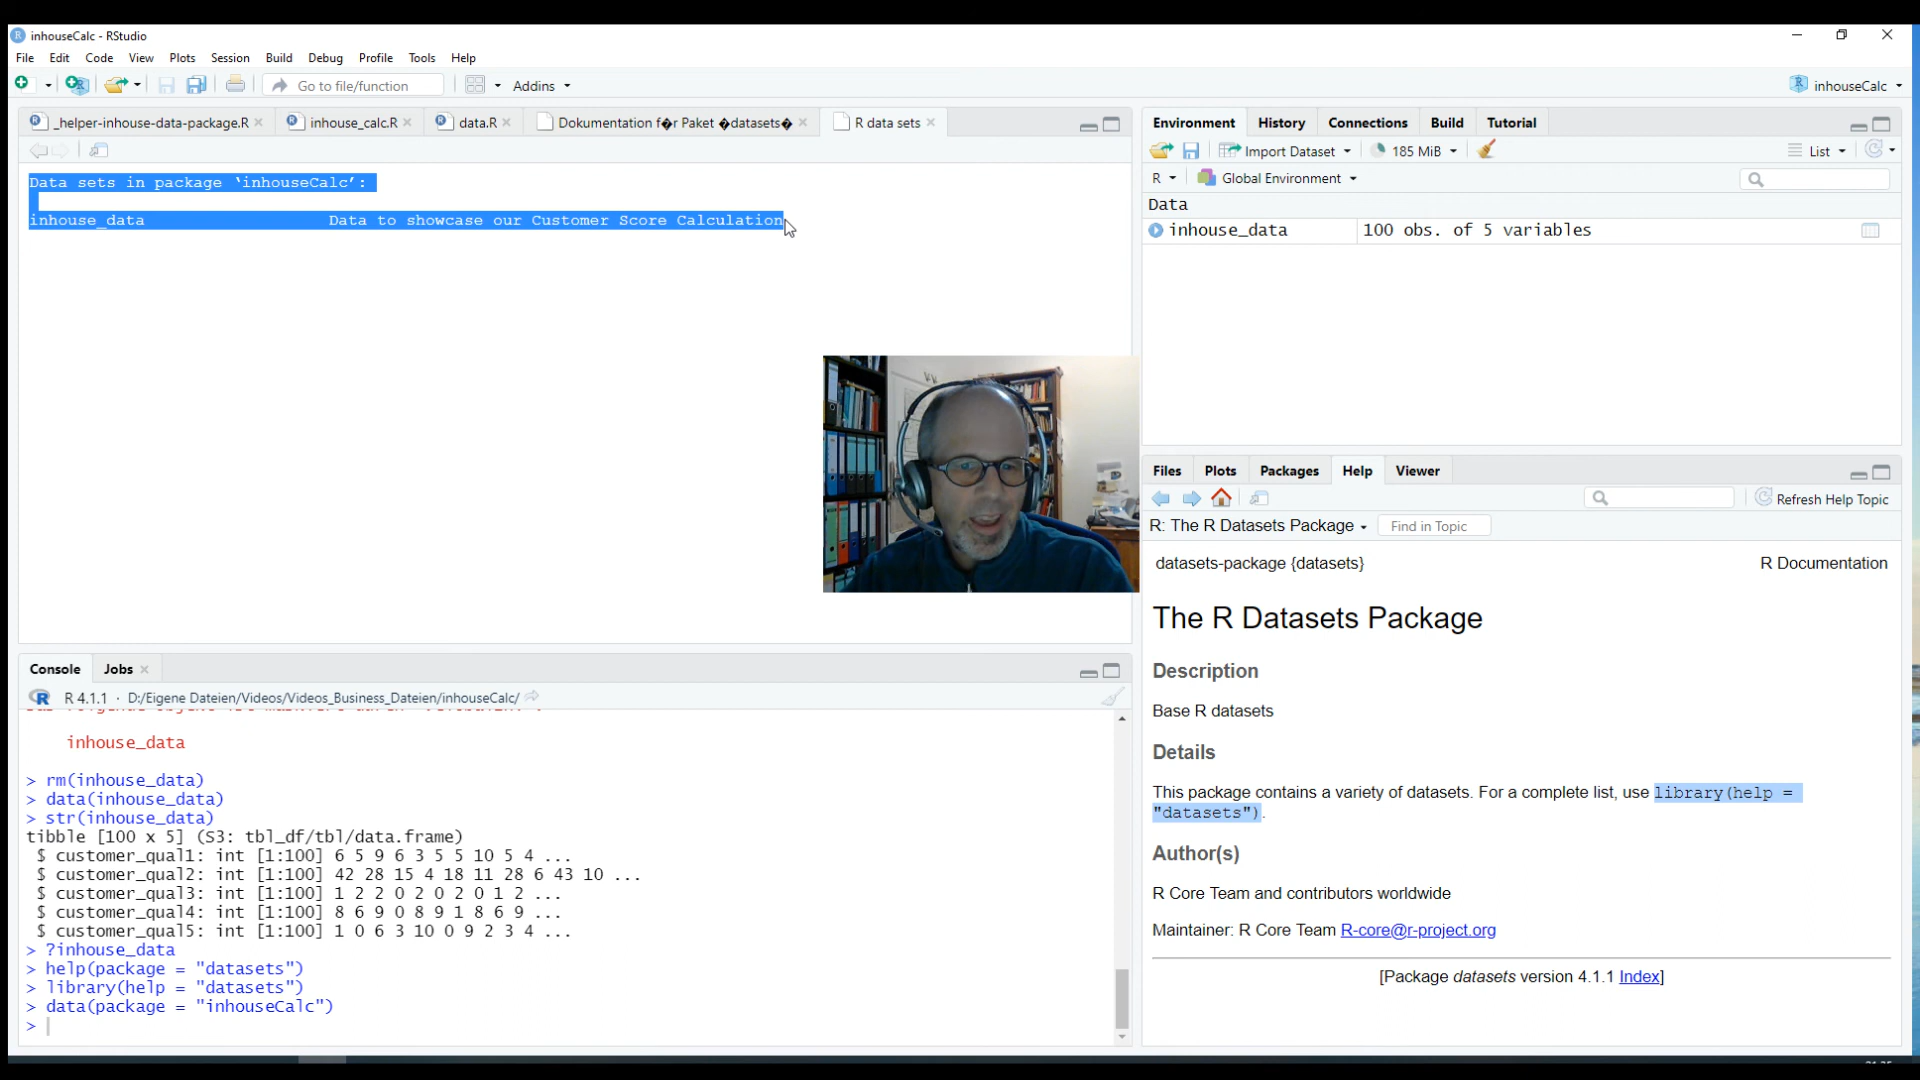 inhouseCalc - RStudio
File Edit Code View Plots Session Build Debug Profile Tools Help
Go to file/function Addins inhouseCalc
_helper-inhouse-data-package.R inhouse_calc.R data.R Dokumentation f�r Paket �datasets� R data sets
Data sets in package ‘inhouseCalc’:
inhouse_data Data to showcase our Customer Score Calculation
Environment History Connections Build Tutorial
Import Dataset 185 MiB List
R Global Environment
Data
inhouse_data 100 obs. of 5 variables
Console Jobs
R 4.1.1 · D:/Eigene Dateien/Videos/Videos_Business_Dateien/inhouseCalc/
inhouse_data
> rm(inhouse_data)
> data(inhouse_data)
> str(inhouse_data)
tibble [100 x 5] (S3: tbl_df/tbl/data.frame)
$ customer_qual1: int [1:100] 6 5 9 6 3 5 5 10 5 4 ...
$ customer_qual2: int [1:100] 42 28 15 4 18 11 28 6 43 10 ...
$ customer_qual3: int [1:100] 1 2 2 0 2 0 2 0 1 2 ...
$ customer_qual4: int [1:100] 8 6 9 0 8 9 1 8 6 9 ...
$ customer_qual5: int [1:100] 1 0 6 3 10 0 9 2 3 4 ...
> ?inhouse_data
> help(package = "datasets")
> library(help = "datasets")
> data(package = "inhouseCalc")
>
Files Plots Packages Help Viewer
Refresh Help Topic
R: The R Datasets Package Find in Topic
datasets-package {datasets} R Documentation
The R Datasets Package
Description
Base R datasets
Details
This package contains a variety of datasets. For a complete list, use library(help =
"datasets").
Author(s)
R Core Team and contributors worldwide
Maintainer: R Core Team R-core@r-project.org
[Package datasets version 4.1.1 Index]